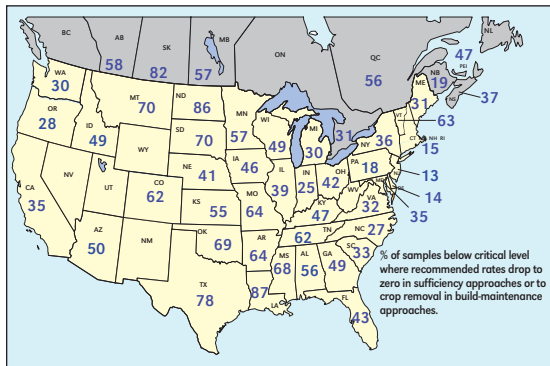 NL
BC
AB
58
SK
82
MB
57
ON
QC
56
47
PEI
NB
19
NS
37
WA
30
MT
70
ND
86
MN
57
ME
31
VT
63
OR
28
ID
49
WY
SD
70
WI
49
MI
30
31
NY
36
CT
NH RI
15
NE
41
IA
46
IL
39
IN
25
OH
42
PA
18
NJ
13
14
35
CA
35
NV
UT
CO
62
KS
55
MO
64
KY
47
WV
VA
32
AZ
50
NM
OK
69
AR
64
TN
62
NC
27
SC
33
TX
78
LA
87
MS
68
AL
56
GA
49
FL
43
% of samples below critical level
where recommended rates drop to
zero in sufficiency approaches or to
crop removal in build-maintenance
approaches.